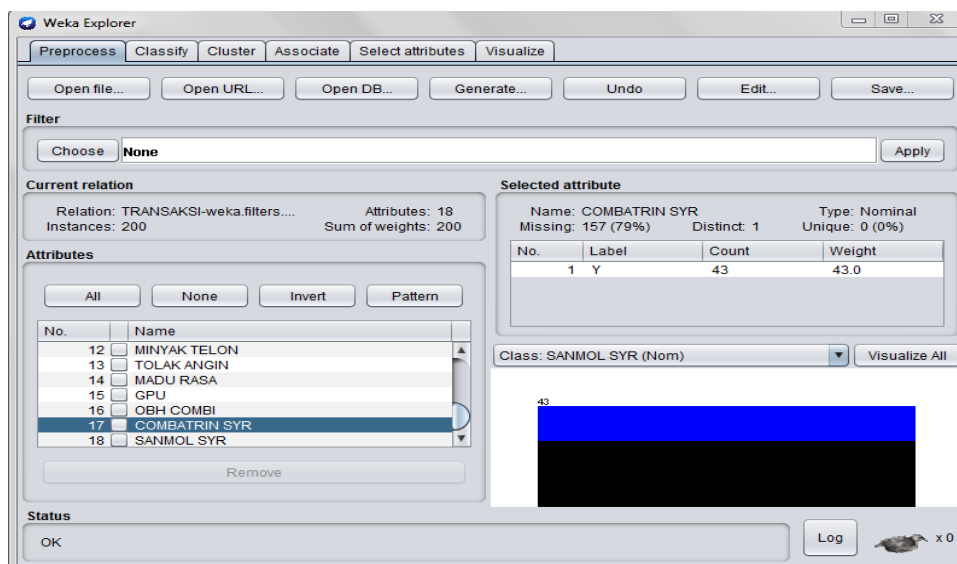 Weka Explorer
Preprocess Classify Cluster Associate Select attributes Visualize
Open file... Open URL... Open DB... Generate... Undo Edit... Save...
Filter
Choose None Apply
Current relation
Relation: TRANSAKSI-weka.filters.... Attributes: 18
Instances: 200 Sum of weights: 200
Attributes
All None Invert Pattern
No. Name
12 MINYAK TELON
13 TOLAK ANGIN
14 MADU RASA
15 GPU
16 OBH COMBI
17 COMBATRIN SYR
18 SANMOL SYR
Remove
Selected attribute
Name: COMBATRIN SYR Type: Nominal
Missing: 157 (79%) Distinct: 1 Unique: 0 (0%)
No. Label Count Weight
1 Y 43 43.0
Class: SANMOL SYR (Nom) Visualize All
43
Status
OK
Log x 0